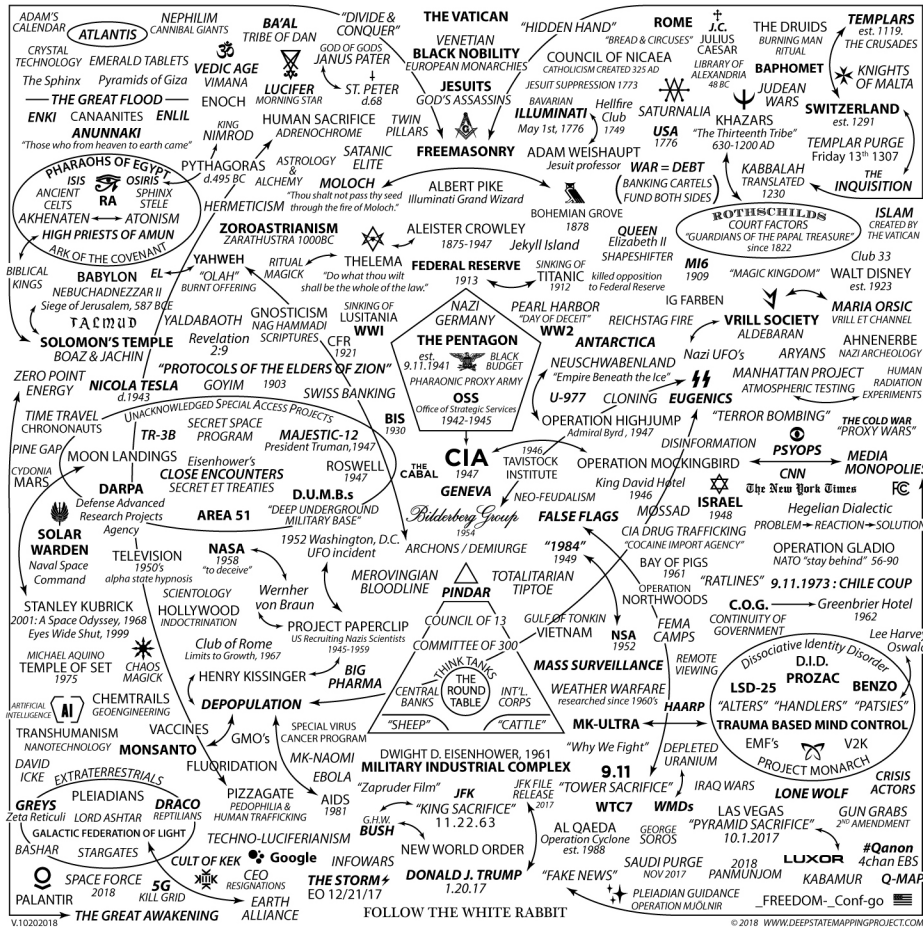 ADAM'S
CALENDAR
ATLANTIS
NEPHILIM
CANNIBAL GIANTS
BA'AL
TRIBE OF DAN
"DIVIDE &
CONQUER"
THE VATICAN
VENETIAN
BLACK NOBILITY
EUROPEAN MONARCHIES
"HIDDEN HAND"
ROME
"BREAD & CIRCUSES"
J.C.
JULIUS
CAESAR
THE DRUIDS
BURNING MAN
RITUAL
TEMPLARS
est. 1119.
THE CRUSADES
CRYSTAL
TECHNOLOGY
EMERALD TABLETS
The Sphinx
Pyramids of Giza
VEDIC AGE
VIMANA
LUCIFER
MORNING STAR
GOD OF GODS
JANUS PATER
ST. PETER
d.68
JESUITS
GOD'S ASSASSINS
COUNCIL OF NICAEA
CATHOLICISM CREATED 325 AD
JESUIT SUPPRESSION 1773
LIBRARY OF
ALEXANDRIA
48 BC
BAPHOMET
KNIGHTS
OF MALTA
THE GREAT FLOOD
ENKI
CANAANITES
ENLIL
ENOCH
HUMAN SACRIFICE
ADRENOCHROME
TWIN
PILLARS
FREEMASONRY
BAVARIAN
ILLUMINATI
May 1st, 1776
Hellfire
Club
1749
SATURNALIA
USA
1776
JUDEAN
WARS
SWITZERLAND
est. 1291
ANUNNAKI
"Those who from heaven to earth came"
KING
NIMROD
SATANIC
ELITE
ADAM WEISHAUPT
Jesuit professor
KHAZARS
"The Thirteenth Tribe"
630-1200 AD
TEMPLAR PURGE
Friday 13th 1307
PHARAOHS OF EGYPT
ISIS
OSIRIS
RA
ANCIENT
CELTS
SPHINX
STELE
AKHENATEN
ATONISM
HIGH PRIESTS OF AMUN
ARK OF THE COVENANT
PYTHAGORAS
d.495 BC
ASTROLOGY
&
ALCHEMY
HERMETICISM
MOLOCH
"Thou shalt not pass thy seed
through the fire of Moloch."
ALBERT PIKE
Illuminati Grand Wizard
BOHEMIAN GROVE
1878
WAR = DEBT
BANKING CARTELS
FUND BOTH SIDES
KABBALAH
TRANSLATED
1230
THE
INQUISITION
ROTHSCHILDS
COURT FACTORS
"GUARDIANS OF THE PAPAL TREASURE"
since 1822
ISLAM
CREATED BY
THE VATICAN
ZOROASTRIANISM
ZARATHUSTRA 1000BC
ALEISTER CROWLEY
1875-1947
Jekyll Island
QUEEN
Elizabeth II
SHAPESHIFTER
BIBLICAL
KINGS
BABYLON
NEBUCHADNEZZAR II
Siege of Jerusalem, 587 BCE
TALMUD
SOLOMON'S TEMPLE
BOAZ & JACHIN
EL
YAHWEH
"OLAH"
BURNT OFFERING
RITUAL
MAGICK
THELEMA
"Do what thou wilt
shall be the whole of the law."
FEDERAL RESERVE
1913
SINKING OF
TITANIC
1912
killed opposition
to Federal Reserve
MI6
1909
"MAGIC KINGDOM"
Club 33
WALT DISNEY
est. 1923
YALDABAOTH
GNOSTICISM
NAG HAMMADI
SCRIPTURES
Revelation
2:9
SINKING OF
LUSITANIA
WWI
CFR
1921
NAZI
GERMANY
THE PENTAGON
est.
9.11.1941
BLACK
BUDGET
PHARAONIC PROXY ARMY
OSS
Office of Strategic Services
1942-1945
PEARL HARBOR
"DAY OF DECEIT"
WW2
IG FARBEN
REICHSTAG FIRE
VRILL SOCIETY
ALDEBARAN
MARIA ORSIC
VRILL ET CHANNEL
AHNENERBE
NAZI ARCHEOLOGY
ANTARCTICA
NEUSCHWABENLAND
"Empire Beneath the Ice"
Nazi UFO's
ARYANS
MANHATTAN PROJECT
ATMOSPHERIC TESTING
HUMAN
RADIATION
EXPERIMENTS
ZERO POINT
ENERGY
NICOLA TESLA
d.1943
"PROTOCOLS OF THE ELDERS OF ZION"
GOYIM
1903
SWISS BANKING
BIS
1930
U-977
CLONING
EUGENICS
OPERATION HIGHJUMP
Admiral Byrd , 1947
"TERROR BOMBING"
THE COLD WAR
"PROXY WARS"
TIME TRAVEL
CHRONONAUTS
PINE GAP
UNACKNOWLEDGED SPECIAL ACCESS PROJECTS
TR-3B
SECRET SPACE
PROGRAM
MAJESTIC-12
President Truman,1947
MOON LANDINGS
Eisenhower's
CLOSE ENCOUNTERS
SECRET ET TREATIES
ROSWELL
1947
DARPA
Defense Advanced
Research Projects
Agency
AREA 51
D.U.M.B.s
"DEEP UNDERGROUND
MILITARY BASE"
CYDONIA
MARS
THE
CABAL
CIA
1947
GENEVA
Bilderberg Group
1954
1946
TAVISTOCK
INSTITUTE
NEO-FEUDALISM
OPERATION MOCKINGBIRD
DISINFORMATION
PSYOPS
CNN
The New York Times
MEDIA
MONOPOLIES
FCC
King David Hotel
1946
MOSSAD
ISRAEL
1948
Hegelian Dialectic
PROBLEM→REACTION→SOLUTION
SOLAR
WARDEN
Naval Space
Command
TELEVISION
1950's
alpha state hypnosis
NASA
1958
"to deceive"
1952 Washington, D.C.
UFO incident
ARCHONS / DEMIURGE
FALSE FLAGS
"1984"
1949
CIA DRUG TRAFFICKING
"COCAINE IMPORT AGENCY"
OPERATION GLADIO
NATO "stay behind" 56-90
BAY OF PIGS
1961
"RATLINES"
9.11.1973 : CHILE COUP
SCIENTOLOGY
HOLLYWOOD
INDOCTRINATION
Wernher
von Braun
MEROVINGIAN
BLOODLINE
PINDAR
TOTALITARIAN
TIPTOE
OPERATION
NORTHWOODS
C.O.G.
CONTINUITY OF
GOVERNMENT
Greenbrier Hotel
1962
STANLEY KUBRICK
2001: A Space Odyssey, 1968
Eyes Wide Shut, 1999
PROJECT PAPERCLIP
US Recruiting Nazis Scientists
1945-1959
COUNCIL OF 13
COMMITTEE OF 300
THINK TANKS
THE
ROUND
TABLE
CENTRAL
BANKS
INT'L.
CORPS
"SHEEP"
"CATTLE"
GULF OF TONKIN
VIETNAM
NSA
1952
FEMA
CAMPS
Lee Harvey
Oswald
MICHAEL AQUINO
TEMPLE OF SET
1975
CHAOS
MAGICK
Club of Rome
Limits to Growth, 1967
HENRY KISSINGER
BIG
PHARMA
MASS SURVEILLANCE
REMOTE
VIEWING
WEATHER WARFARE
researched since 1960's
HAARP
Dissociative Identity Disorder
D.I.D.
PROZAC
LSD-25
BENZO
"ALTERS"
"HANDLERS"
"PATSIES"
TRAUMA BASED MIND CONTROL
EMF's
V2K
PROJECT MONARCH
ARTIFICIAL
INTELLIGENCE
AI
CHEMTRAILS
GEOENGINEERING
DEPOPULATION
TRANSHUMANISM
NANOTECHNOLOGY
VACCINES
MONSANTO
GMO's
SPECIAL VIRUS
CANCER PROGRAM
MK-ULTRA
"Why We Fight"
DEPLETED
URANIUM
DAVID
ICKE
FLUORIDATION
MK-NAOMI
EBOLA
DWIGHT D. EISENHOWER, 1961
MILITARY INDUSTRIAL COMPLEX
9.11
"TOWER SACRIFICE"
WTC7
WMDs
IRAQ WARS
LONE WOLF
CRISIS
ACTORS
EXTRATERRESTRIALS
GREYS
Zeta Reticuli
PLEIADIANS
LORD ASHTAR
DRACO
REPTILIANS
GALACTIC FEDERATION OF LIGHT
BASHAR
STARGATES
PIZZAGATE
PEDOPHILIA &
HUMAN TRAFFICKING
AIDS
1981
"Zapruder Film"
JFK
"KING SACRIFICE"
11.22.63
JFK FILE
RELEASE
2017
G.H.W.
BUSH
NEW WORLD ORDER
AL QAEDA
Operation Cyclone
est. 1988
GEORGE
SOROS
LAS VEGAS
"PYRAMID SACRIFICE"
10.1.2017
GUN GRABS
2ND AMENDMENT
TECHNO-LUCIFERIANISM
CULT OF KEK
Google
CEO
RESIGNATIONS
INFOWARS
THE STORM
EO 12/21/17
DONALD J. TRUMP
1.20.17
"FAKE NEWS"
SAUDI PURGE
NOV 2017
2018
PANMUNJOM
LUXOR
KABAMUR
#Qanon
4chan EBS
Q-MAP
PALANTIR
SPACE FORCE
2018
5G
KILL GRID
EARTH
ALLIANCE
PLEIADIAN GUIDANCE
OPERATION MJÖLNIR
_FREEDOM-_Conf-go
THE GREAT AWAKENING
FOLLOW THE WHITE RABBIT
V.10202018
© 2018 WWW.DEEPSTATEMAPPINGPROJECT.COM